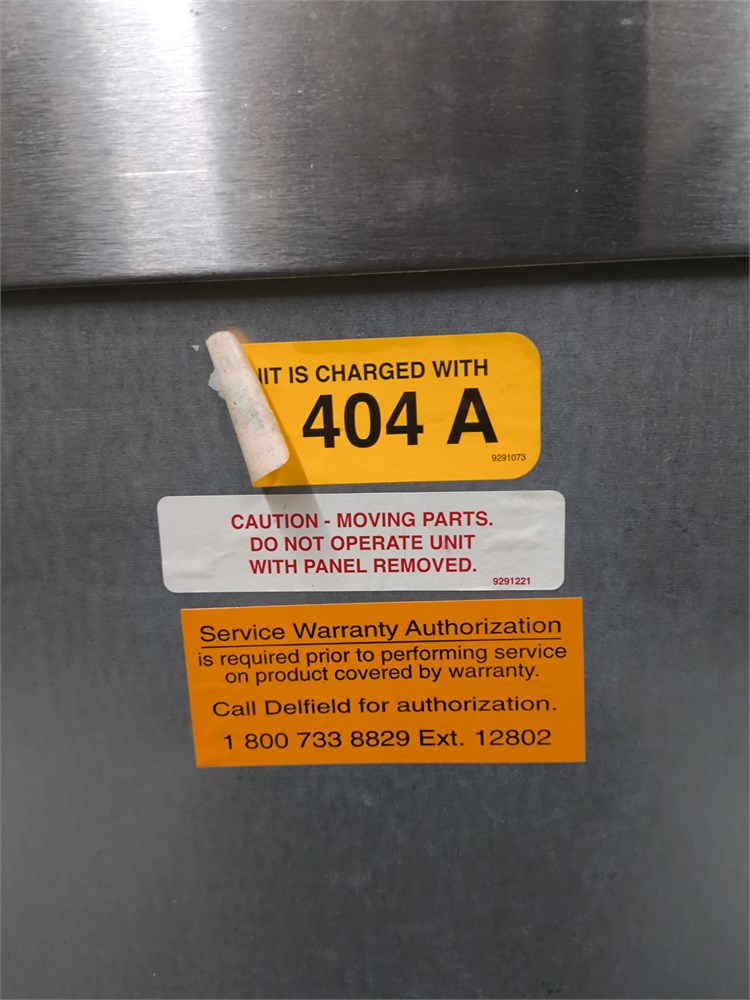 IT IS CHARGED WITH
404 A
9291073
CAUTION - MOVING PARTS.
DO NOT OPERATE UNIT
WITH PANEL REMOVED.
9291221
Service Warranty Authorization
is required prior to performing service
on product covered by warranty.
Call Delfield for authorization.
1 800 733 8829 Ext. 12802